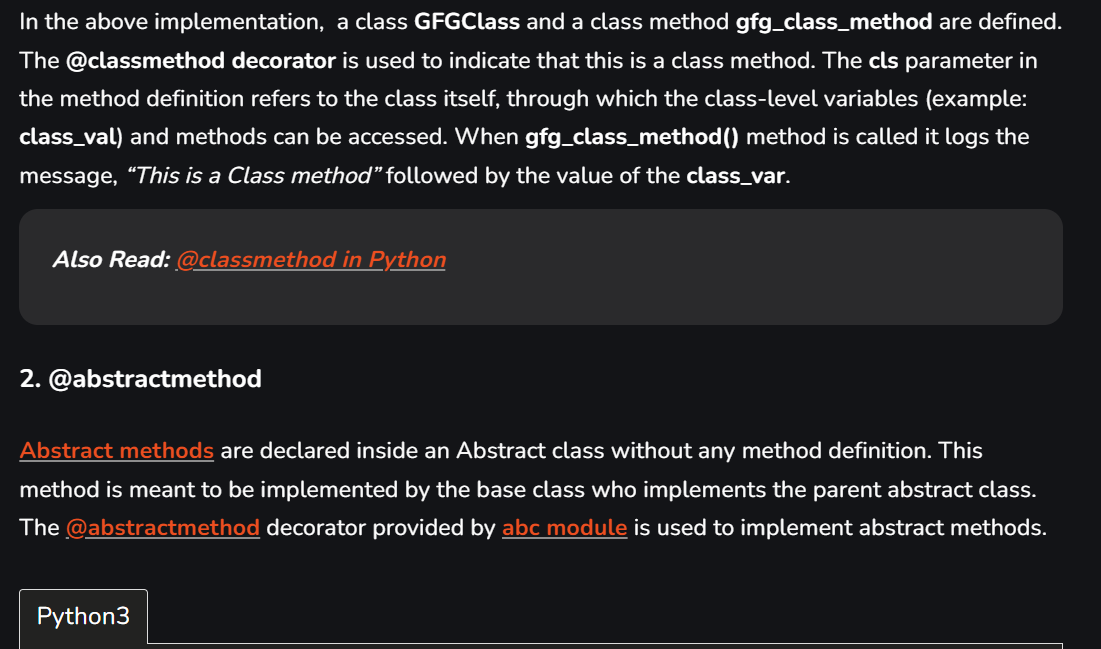 In the above implementation,  a class GFGClass and a class method gfg_class_method are defined.
The @classmethod decorator is used to indicate that this is a class method. The cls parameter in
the method definition refers to the class itself, through which the class-level variables (example:
class_val) and methods can be accessed. When gfg_class_method() method is called it logs the
message, “This is a Class method” followed by the value of the class_var.
Also Read: @classmethod in Python
2. @abstractmethod
Abstract methods are declared inside an Abstract class without any method definition. This
method is meant to be implemented by the base class who implements the parent abstract class.
The @abstractmethod decorator provided by abc module is used to implement abstract methods.
Python3